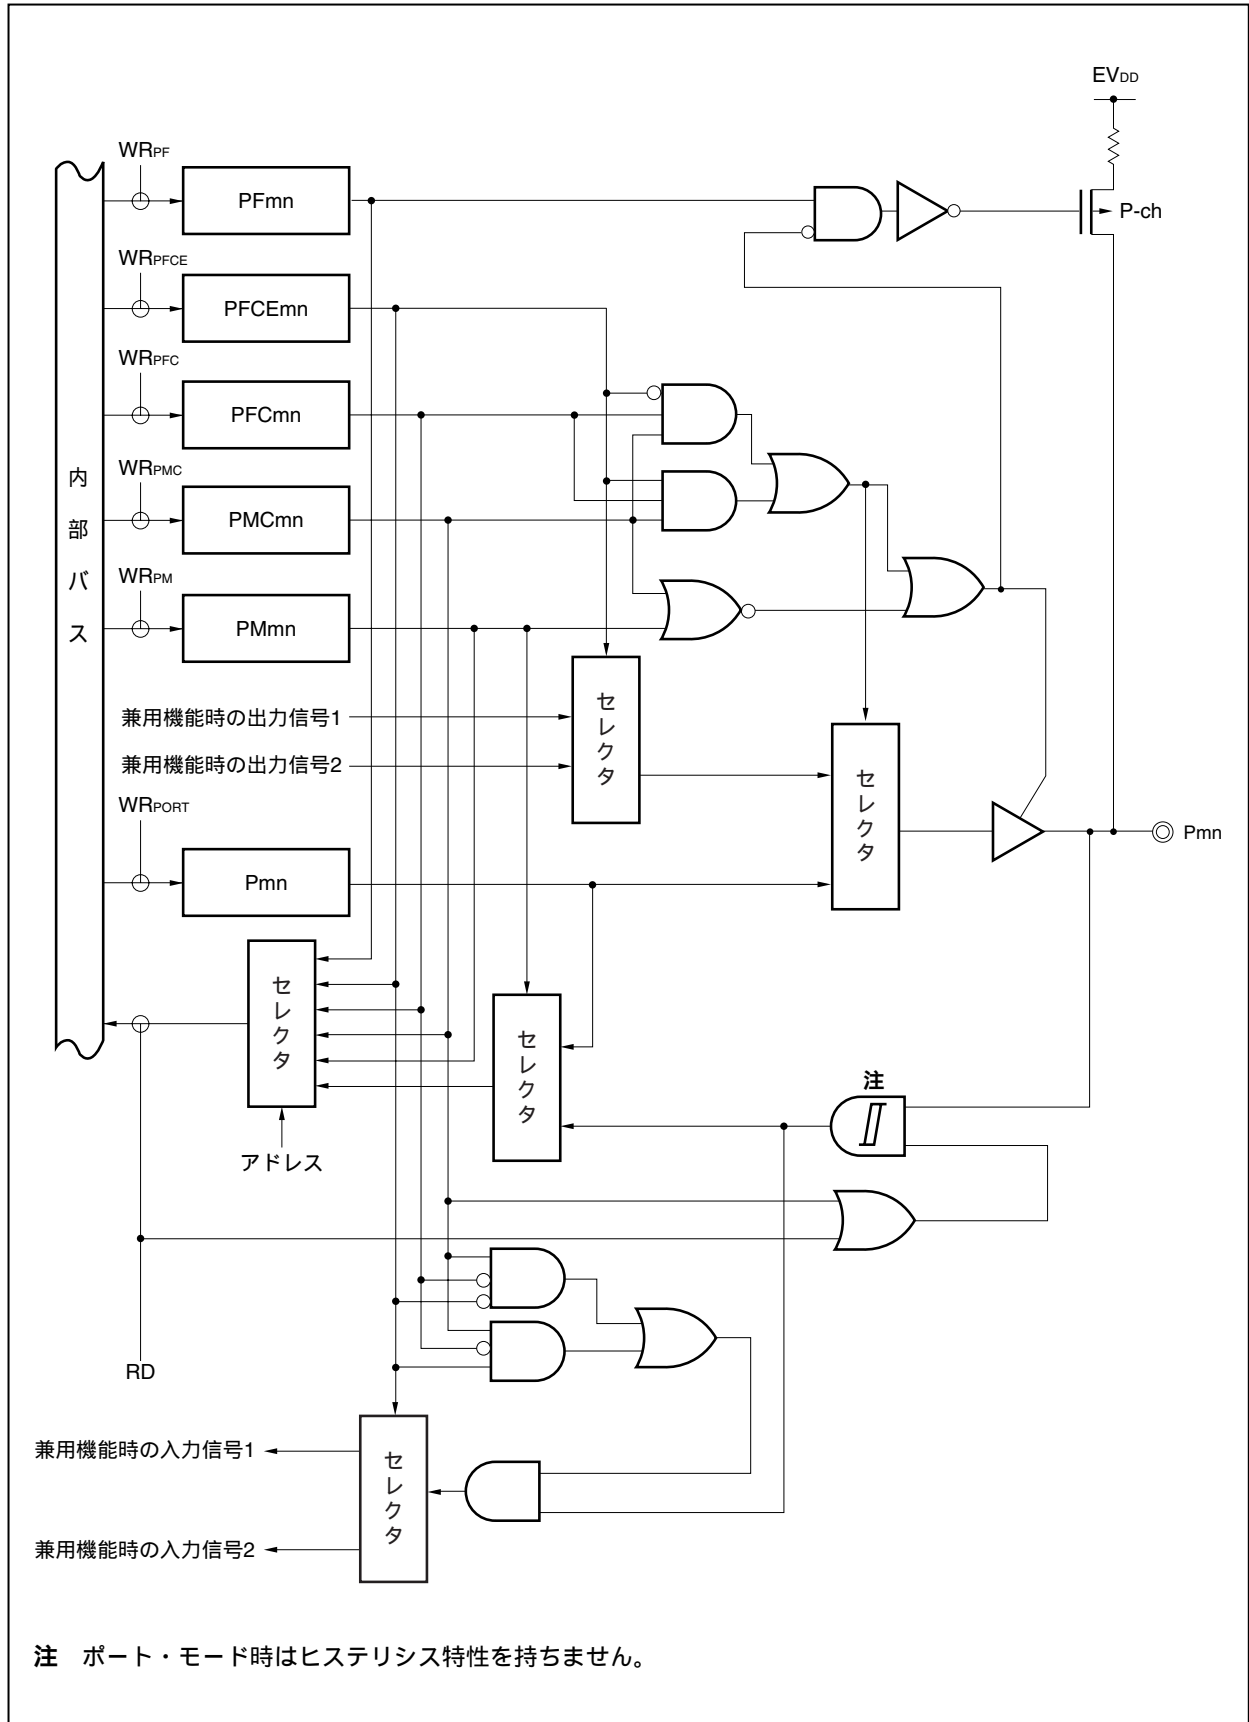 EVDD
WRPF
PFmn
P-ch
WRPFCE
PFCEmn
WRPFC
PFCmn
内部バス
WRPMC
PMCmn
WRPM
PMmn
セレクタ
兼用機能時の出力信号1
兼用機能時の出力信号2
セレクタ
WRPORT
Pmn
Pmn
セレクタ
セレクタ
注
アドレス
RD
セレクタ
兼用機能時の入力信号1
兼用機能時の入力信号2
注 ポート・モード時はヒステリシス特性を持ちません。